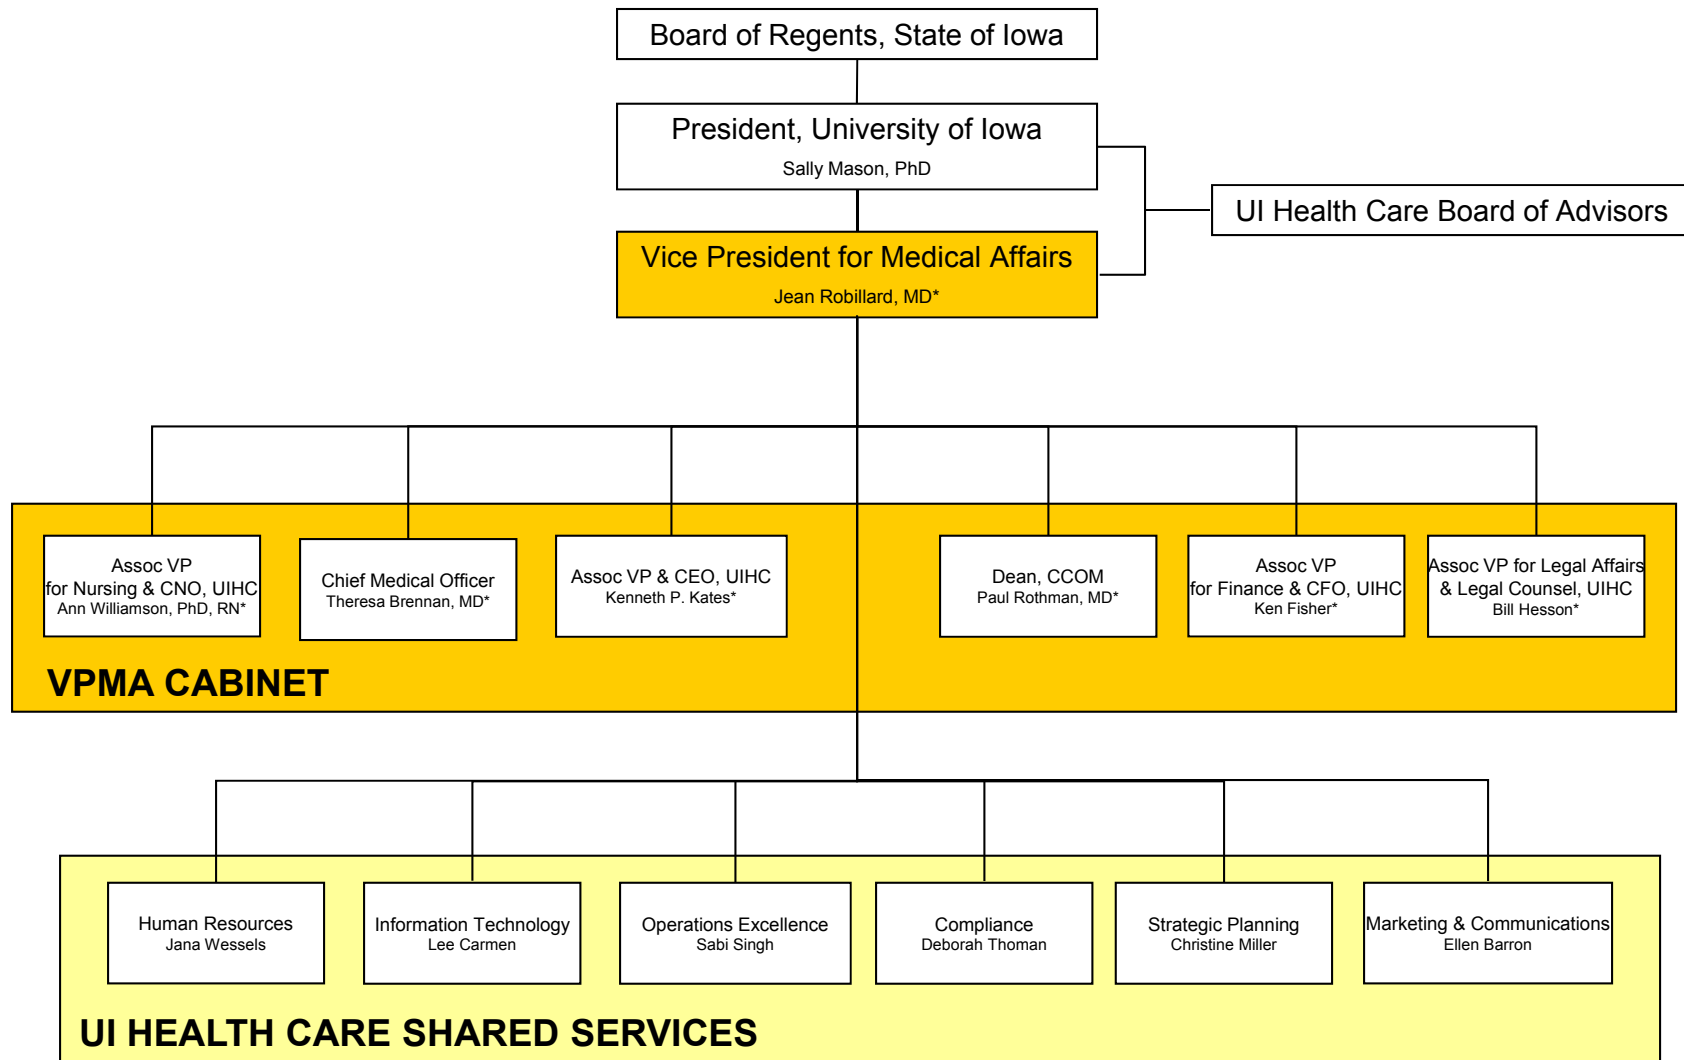 Board of Regents, State of Iowa
President, University of Iowa
Sally Mason, PhD
UI Health Care Board of Advisors
Vice President for Medical Affairs
Jean Robillard, MD*
Assoc VP
for Nursing & CNO, UIHC
Ann Williamson, PhD, RN*
Chief Medical Officer
Theresa Brennan, MD*
Assoc VP & CEO, UIHC
Kenneth P. Kates*
Dean, CCOM
Paul Rothman, MD*
Assoc VP
for Finance & CFO, UIHC
Ken Fisher*
Assoc VP for Legal Affairs
& Legal Counsel, UIHC
Bill Hesson*
VPMA CABINET
Human Resources
Jana Wessels
Information Technology
Lee Carmen
Operations Excellence
Sabi Singh
Compliance
Deborah Thoman
Strategic Planning
Christine Miller
Marketing & Communications
Ellen Barron
UI HEALTH CARE SHARED SERVICES